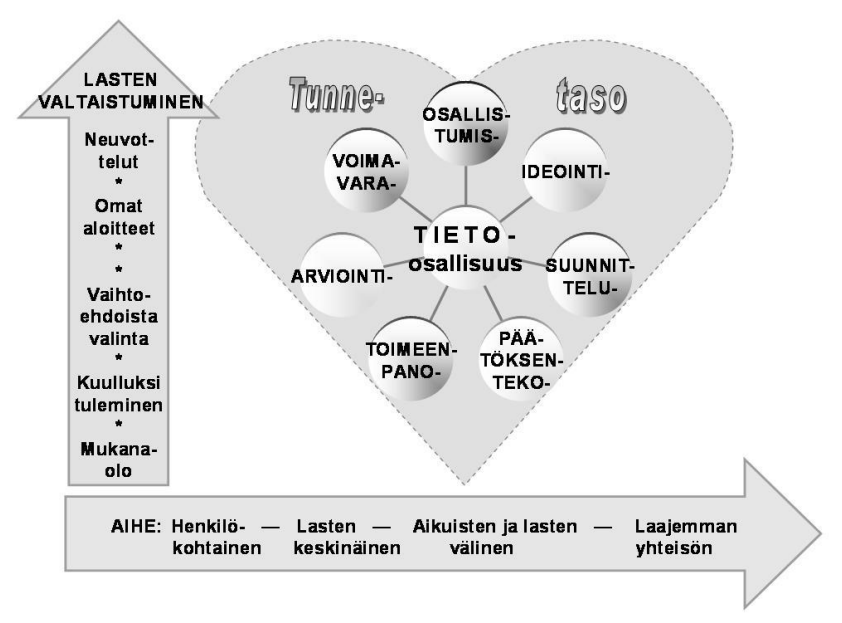 LASTEN
VALTAISTUMINEN
Neuvot-
telut
*
Omat
aloitteet
*
*
Vaihto-
ehdoista
valinta
*
Kuulluksi
tuleminen
*
Mukana-
olo
Tunne- taso
OSALLIS-
TUMIS-
VOIMA-
VARA-
IDEOINTI-
TIETO-
osallisuus
ARVIOINTI-
SUUNNIT-
TELU-
TOIMEEN-
PANO-
PÄÄ-
TÖKSEN-
TEKO-
AIHE: Henkilö- — Lasten — Aikuisten ja lasten — Laajemman
kohtainen keskinäinen välinen yhteisön